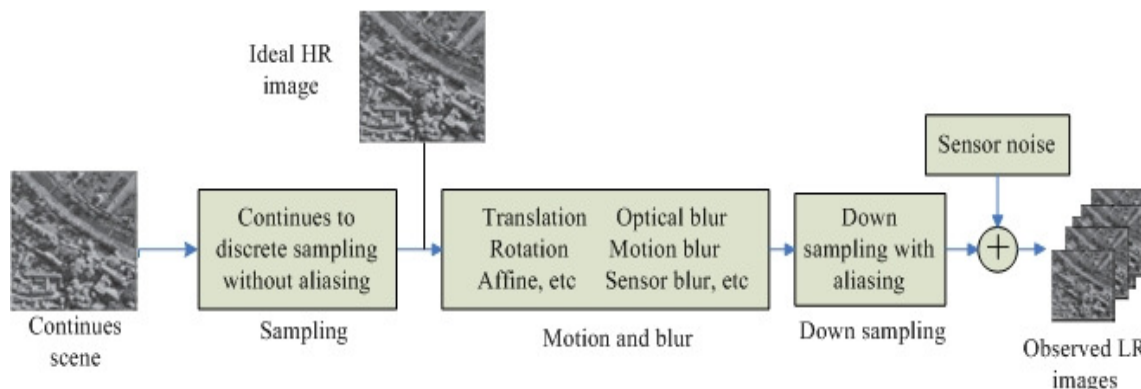 Ideal HR
image
Sensor noise
Continues to
discrete sampling
without aliasing
Translation Optical blur
Rotation Motion blur
Affine, etc Sensor blur, etc
Down
sampling with
aliasing
+
Continues
scene
Sampling
Motion and blur
Down sampling
Observed LR
images